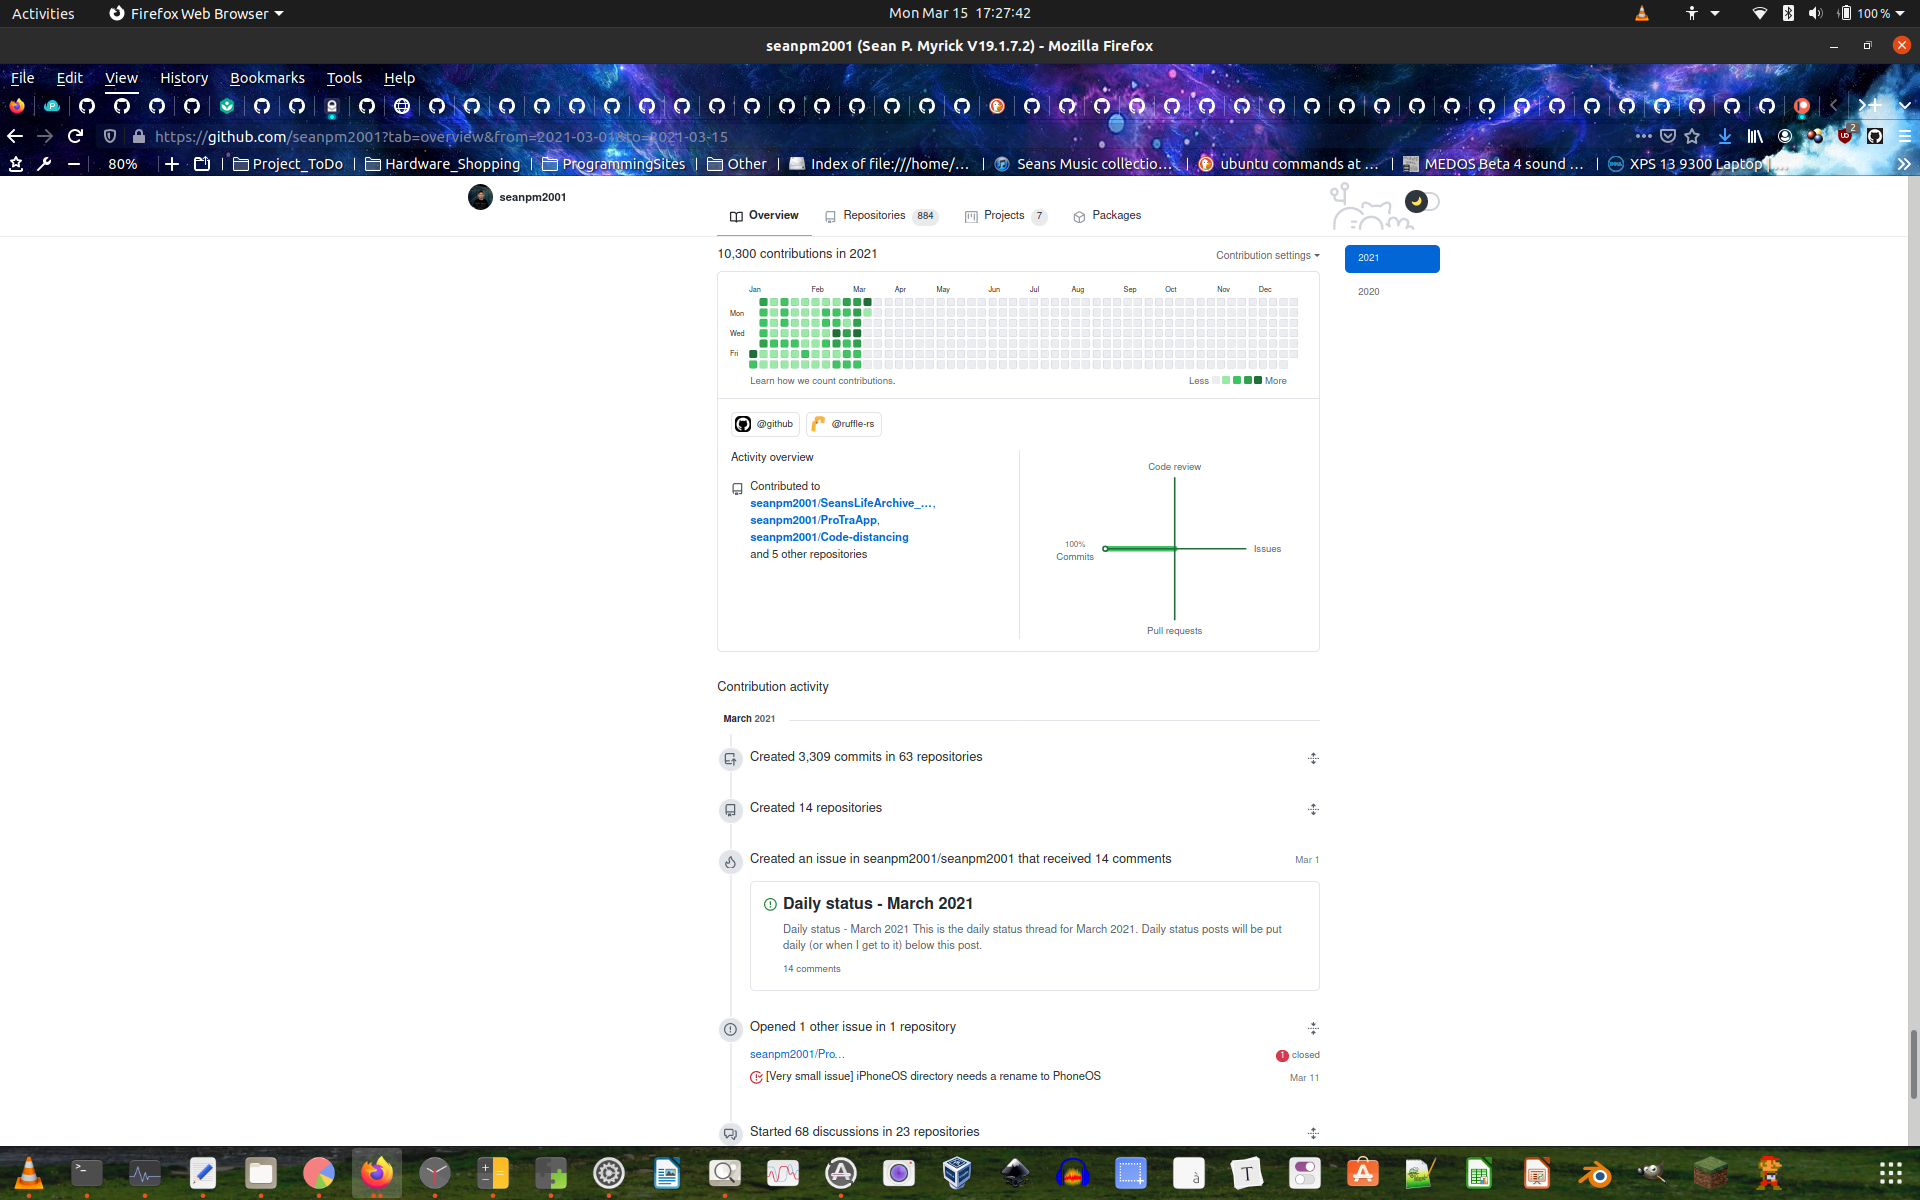 Activities
Firefox Web Browser
Mon Mar 15 17:27:42
100 %
seanpm2001 (Sean P. Myrick V19.1.7.2) - Mozilla Firefox
File Edit View History Bookmarks Tools Help
https://github.com/seanpm2001?tab=overview&from=2021-03-01&to=2021-03-15
2
80%
Project_ToDo
Hardware_Shopping
ProgrammingSites
Other
Index of file:///home/...
Seans Music collectio...
ubuntu commands at ...
MEDOS Beta 4 sound ...
XPS 13 9300 Laptop
seanpm2001
Overview
Repositories 884
Projects 7
Packages
10,300 contributions in 2021
Contribution settings
2021
2020
Jan Feb Mar Apr May Jun Jul Aug Sep Oct Nov Dec
Mon
Wed
Fri
Learn how we count contributions.
Less
More
@github
@ruffle-rs
Activity overview
Contributed to
seanpm2001/SeansLifeArchive_...,
seanpm2001/ProTraApp,
seanpm2001/Code-distancing
and 5 other repositories
Code review
100%
Commits
Issues
Pull requests
Contribution activity
March 2021
Created 3,309 commits in 63 repositories
Created 14 repositories
Created an issue in seanpm2001/seanpm2001 that received 14 comments
Mar 1
Daily status - March 2021
Daily status - March 2021 This is the daily status thread for March 2021. Daily status posts will be put
daily (or when I get to it) below this post.
14 comments
Opened 1 other issue in 1 repository
seanpm2001/Pro...
1 closed
[Very small issue] iPhoneOS directory needs a rename to PhoneOS
Mar 11
Started 68 discussions in 23 repositories